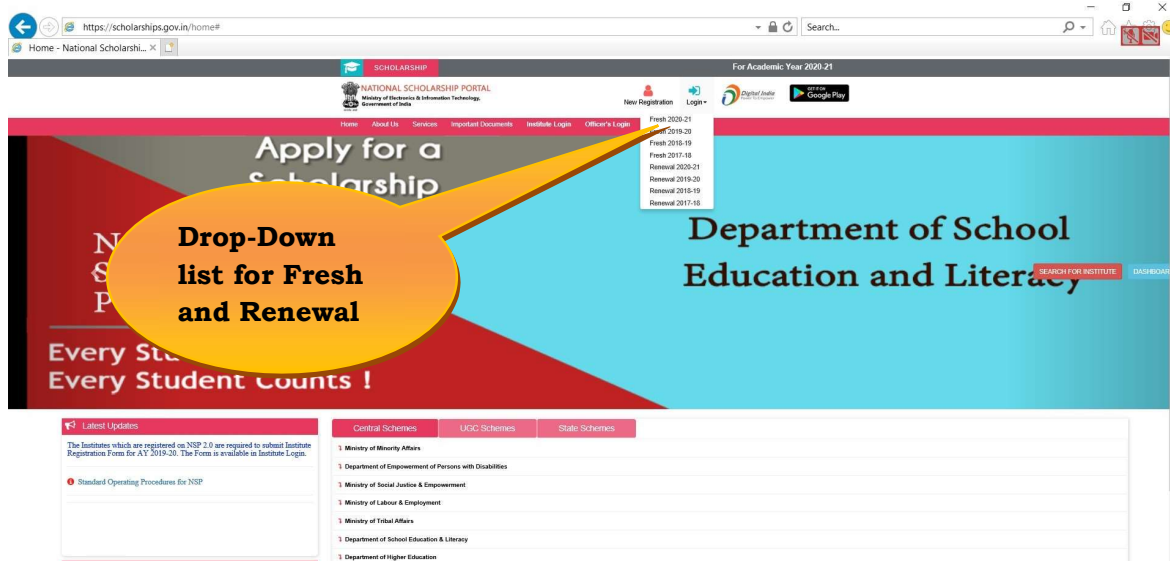 https://scholarships.gov.in/home#
Search...
Home - National Scholarshi...
SCHOLARSHIP
For Academic Year 2020-21
NATIONAL SCHOLARSHIP PORTAL
Ministry of Electronics & Infromation Technology,
Government of India
New Registration
Login
Digital India
Power To Empower
GET IT ON
Google Play
Home About Us Services Important Documents Institute Login Officer's Login
Fresh 2020-21
Fresh 2019-20
Fresh 2018-19
Fresh 2017-18
Renewal 2020-21
Renewal 2019-20
Renewal 2018-19
Renewal 2017-18
Apply for a
Scholarship
N
S
P
Drop-Down
list for Fresh
and Renewal
Department of School
Education and Literacy
SEARCH FOR INSTITUTE
DASHBOAR
Every Stu
Every Student Counts !
Latest Updates
The Institutes which are registered on NSP 2.0 are required to submit Institute
Registration Form for AY 2019-20. The Form is available in Institute Login.
Standard Operating Procedures for NSP
Central Schemes
UGC Schemes
State Schemes
Ministry of Minority Affairs
Department of Empowerment of Persons with Disabilities
Ministry of Social Justice & Empowerment
Ministry of Labour & Employment
Ministry of Tribal Affairs
Department of School Education & Literacy
Department of Higher Education